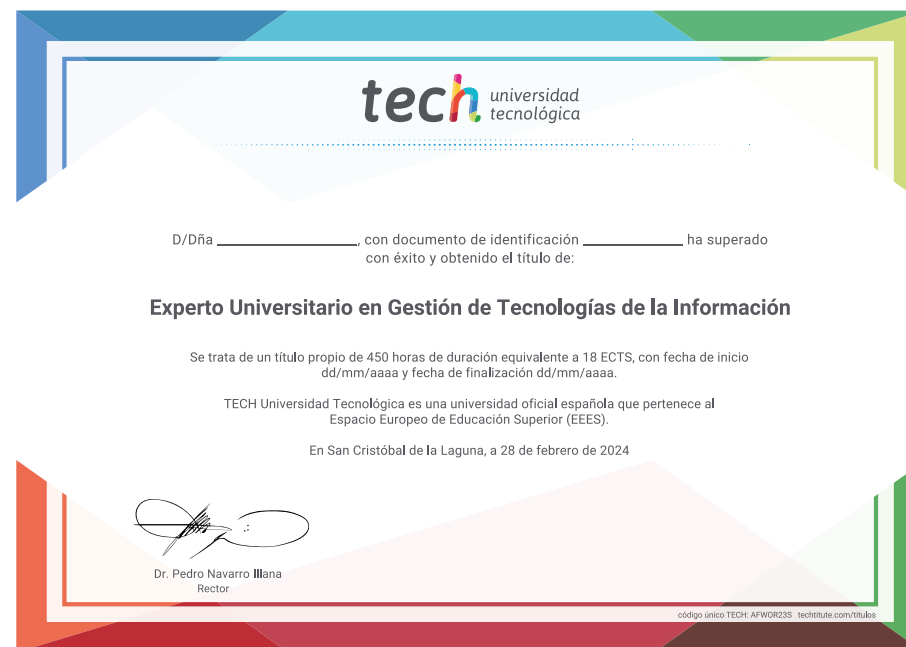 tech universidad
tecnológica
D/Dña ____________, con documento de identificación ____________ ha superado
con éxito y obtenido el título de:
Experto Universitario en Gestión de Tecnologías de la Información
Se trata de un título propio de 450 horas de duración equivalente a 18 ECTS, con fecha de inicio
dd/mm/aaaa y fecha de finalización dd/mm/aaaa.
TECH Universidad Tecnológica es una universidad oficial española que pertenece al
Espacio Europeo de Educación Superior (EEES).
En San Cristóbal de la Laguna, a 28 de febrero de 2024
Dr. Pedro Navarro Illana
Rector
código único TECH: AFWOR23S techtitute.com/titulos